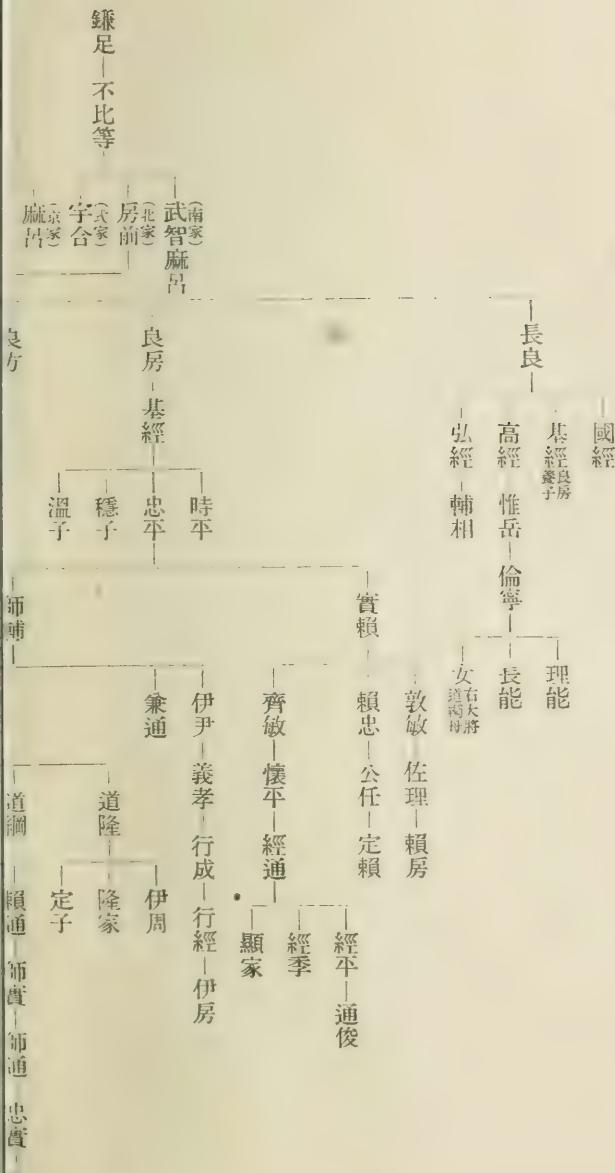 鎌足―不比等
武智麻呂(南家)
房前(北家)
宇合(式家)
麻呂(京家)
長良
國經
基經 良房養子
高經 惟岳―倫寧
理能
長能
女 右大將道綱母
弘經―輔相
良房―基經
時平
忠平
穩子
溫子
實賴
敦敏 佐理―賴房
賴忠―公任―定賴
齊敏―懷平―經通
經平―通俊
經季
顯家
師輔
伊尹―義孝―行成―行經―伊房
兼通
道隆
伊周
隆家
定子
道綱
賴通―師實―師通 忠實
良方